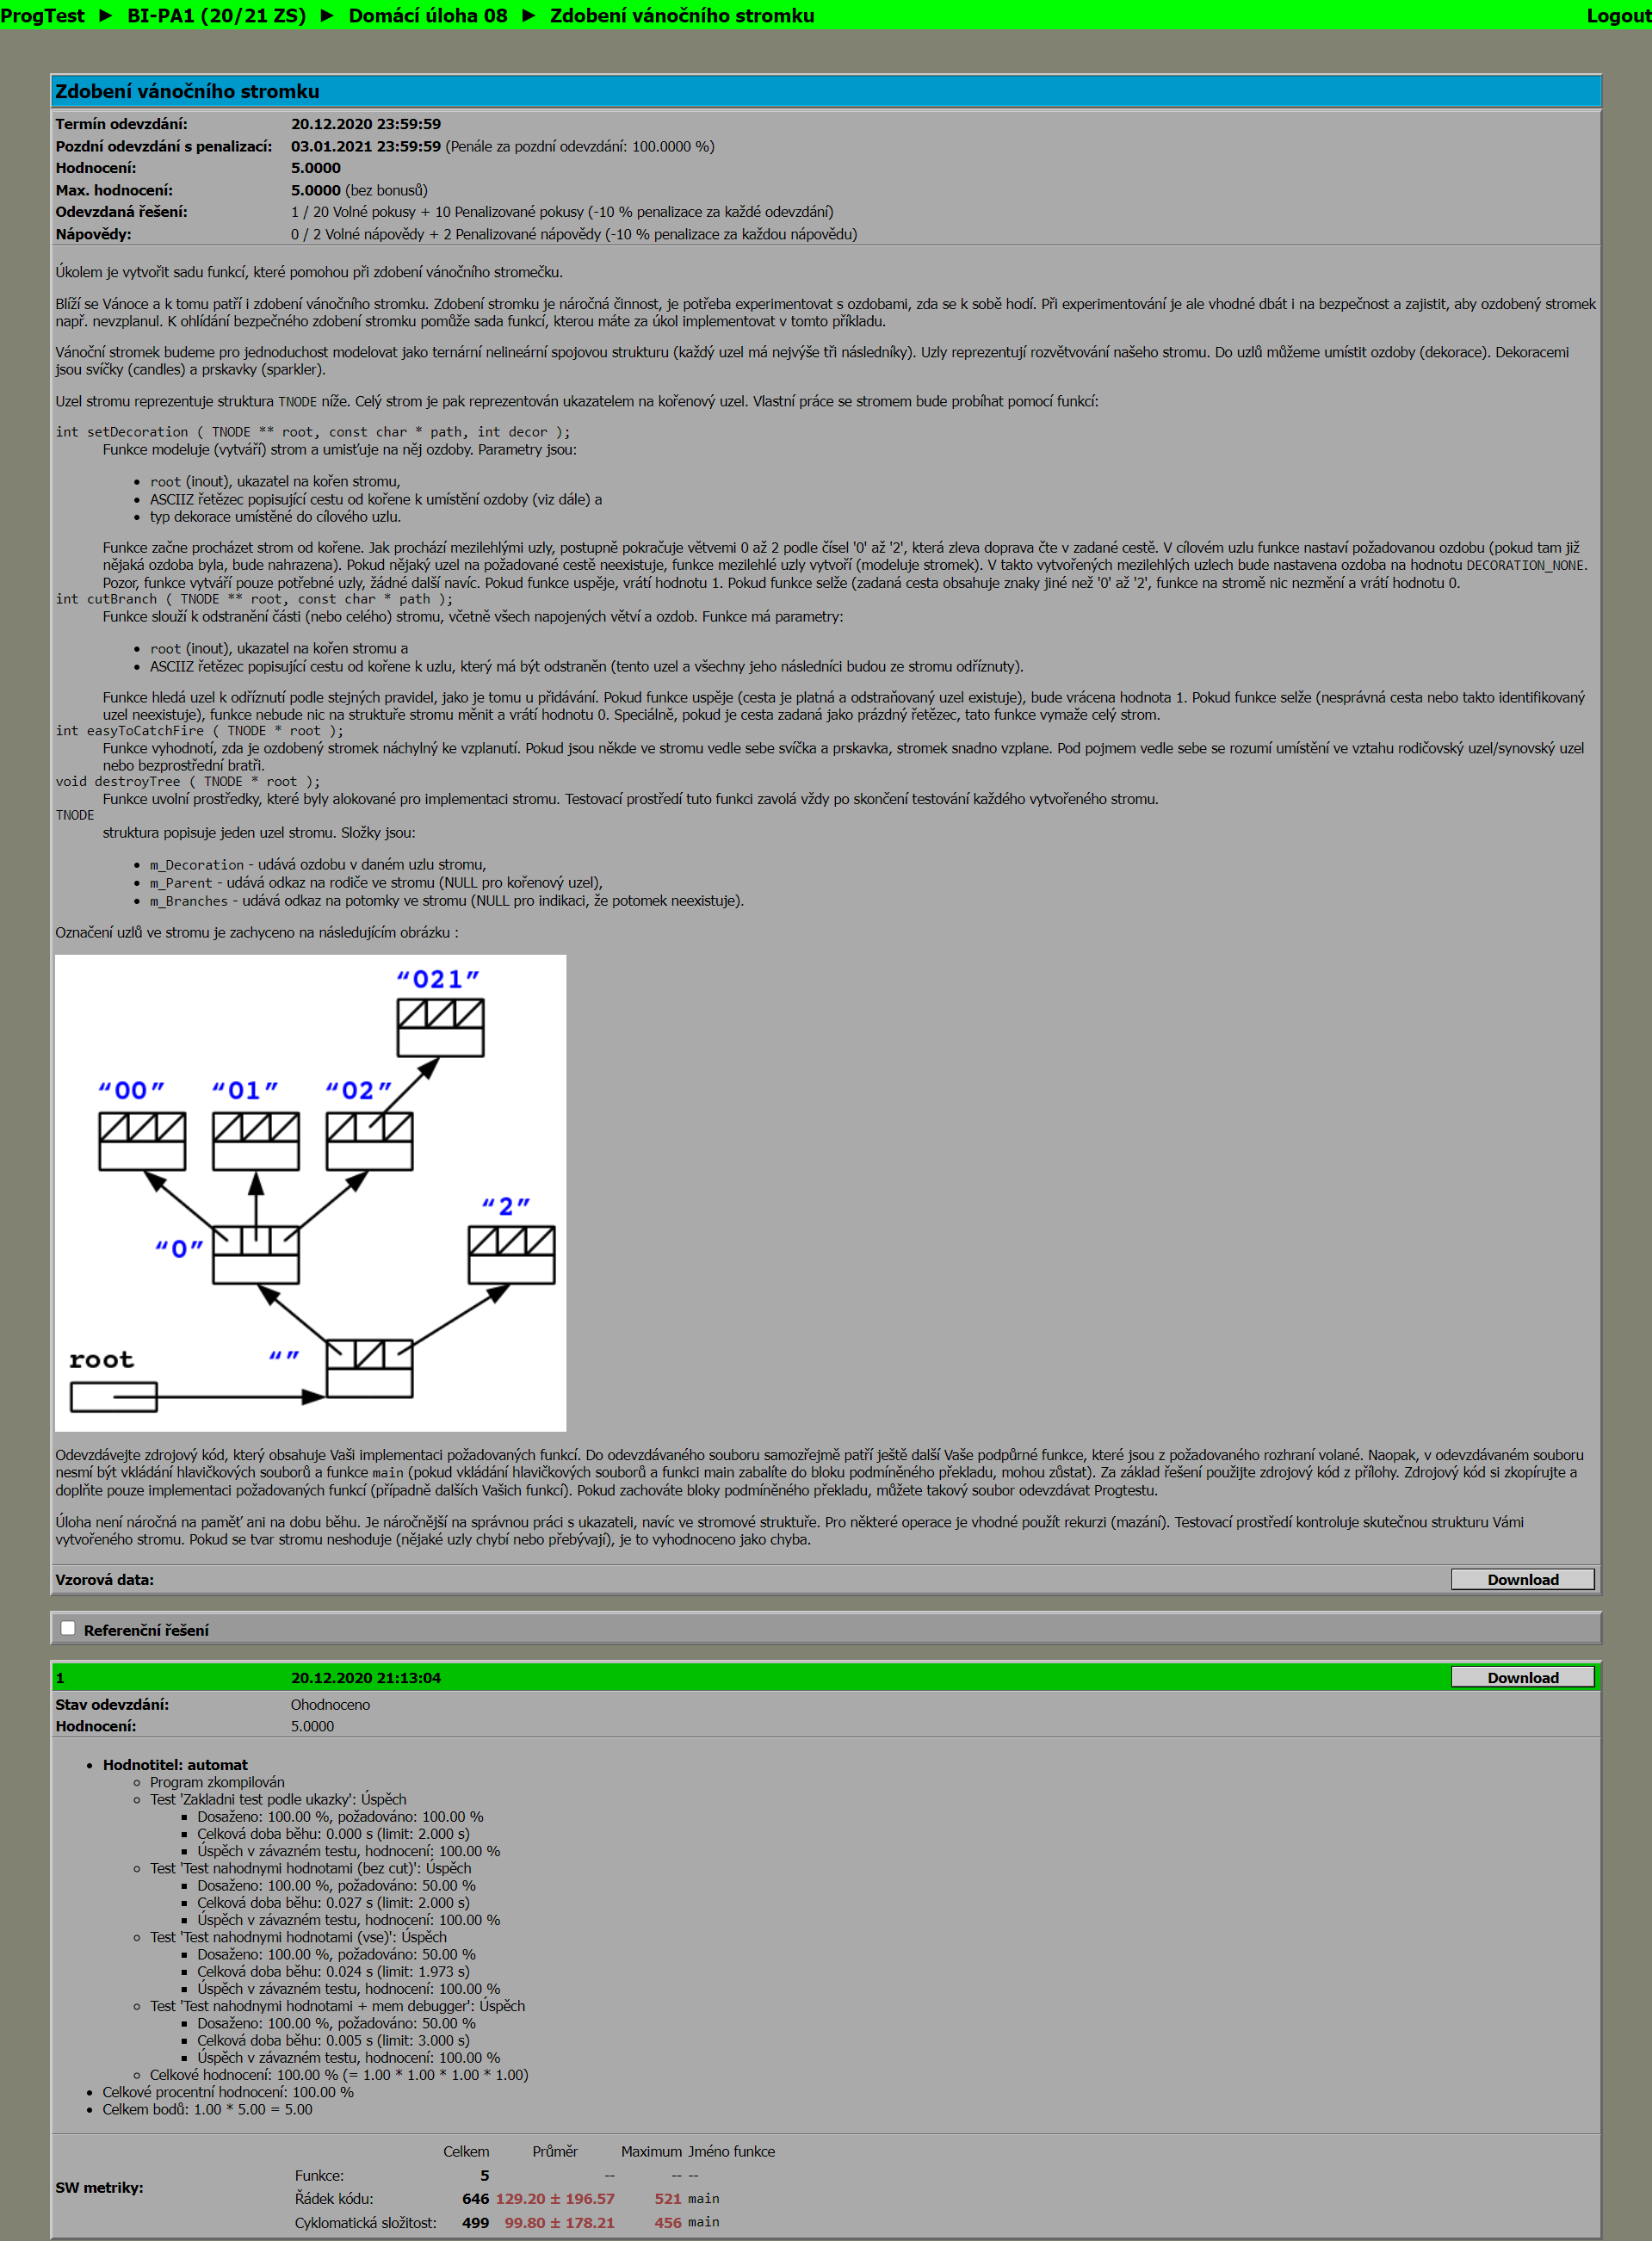 ProgTest ► BI-PA1 (20/21 ZS) ► Domácí úloha 08 ► Zdobení vánočního stromku Logout
Zdobení vánočního stromku
Termín odevzdání: 20.12.2020 23:59:59
Pozdní odevzdání s penalizací: 03.01.2021 23:59:59 (Penále za pozdní odevzdání: 100.0000 %)
Hodnocení: 5.0000
Max. hodnocení: 5.0000 (bez bonusů)
Odevzdaná řešení: 1 / 20 Volné pokusy + 10 Penalizované pokusy (-10 % penalizace za každé odevzdání)
Nápovědy: 0 / 2 Volné nápovědy + 2 Penalizované nápovědy (-10 % penalizace za každou nápovědu)
Úkolem je vytvořit sadu funkcí, které pomohou při zdobení vánočního stromečku.
Blíží se Vánoce a k tomu patří i zdobení vánočního stromku. Zdobení stromku je náročná činnost, je potřeba experimentovat s ozdobami, zda se k sobě hodí. Při experimentování je ale vhodné dbát i na bezpečnost a zajistit, aby ozdobený stromek
např. nevzplanul. K ohlídání bezpečného zdobení stromku pomůže sada funkcí, kterou máte za úkol implementovat v tomto příkladu.
Vánoční stromek budeme pro jednoduchost modelovat jako ternární nelineární spojovou strukturu (každý uzel má nejvýše tři následníky). Uzly reprezentují rozvětvování našeho stromu. Do uzlů můžeme umístit ozdoby (dekorace). Dekoracemi
jsou svíčky (candles) a prskavky (sparkler).
Uzel stromu reprezentuje struktura TNODE níže. Celý strom je pak reprezentován ukazatelem na kořenový uzel. Vlastní práce se stromem bude probíhat pomocí funkcí:
int setDecoration ( TNODE ** root, const char * path, int decor );
Funkce modeluje (vytváří) strom a umisťuje na něj ozdoby. Parametry jsou:
• root (inout), ukazatel na kořen stromu,
• ASCIIZ řetězec popisující cestu od kořene k umístění ozdoby (viz dále) a
• typ dekorace umístěné do cílového uzlu.
Funkce začne procházet strom od kořene. Jak prochází mezilehlými uzly, postupně pokračuje větvemi 0 až 2 podle čísel '0' až '2', která zleva doprava čte v zadané cestě. V cílovém uzlu funkce nastaví požadovanou ozdobu (pokud tam již
nějaká ozdoba byla, bude nahrazena). Pokud nějaký uzel na požadované cestě neexistuje, funkce mezilehlé uzly vytvoří (modeluje stromek). V takto vytvořených mezilehlých uzlech bude nastavena ozdoba na hodnotu DECORATION_NONE.
Pozor, funkce vytváří pouze potřebné uzly, žádné další navíc. Pokud funkce uspěje, vrátí hodnotu 1. Pokud funkce selže (zadaná cesta obsahuje znaky jiné než '0' až '2', funkce na stromě nic nezmění a vrátí hodnotu 0.
int cutBranch ( TNODE ** root, const char * path );
Funkce slouží k odstranění části (nebo celého) stromu, včetně všech napojených větví a ozdob. Funkce má parametry:
• root (inout), ukazatel na kořen stromu a
• ASCIIZ řetězec popisující cestu od kořene k uzlu, který má být odstraněn (tento uzel a všechny jeho následníci budou ze stromu odříznuty).
Funkce hledá uzel k odříznutí podle stejných pravidel, jako je tomu u přidávání. Pokud funkce uspěje (cesta je platná a odstraňovaný uzel existuje), bude vrácena hodnota 1. Pokud funkce selže (nesprávná cesta nebo takto identifikovaný
uzel neexistuje), funkce nebude nic na struktuře stromu měnit a vrátí hodnotu 0. Speciálně, pokud je cesta zadaná jako prázdný řetězec, tato funkce vymaže celý strom.
int easyToCatchFire ( TNODE * root );
Funkce vyhodnotí, zda je ozdobený stromek náchylný ke vzplanutí. Pokud jsou někde ve stromu vedle sebe svíčka a prskavka, stromek snadno vzplane. Pod pojmem vedle sebe se rozumí umístění ve vztahu rodičovský uzel/synovský uzel
nebo bezprostřední bratři.
void destroyTree ( TNODE * root );
Funkce uvolní prostředky, které byly alokované pro implementaci stromu. Testovací prostředí tuto funkci zavolá vždy po skončení testování každého vytvořeného stromu.
TNODE
struktura popisuje jeden uzel stromu. Složky jsou:
• m_Decoration - udává ozdobu v daném uzlu stromu,
• m_Parent - udává odkaz na rodiče ve stromu (NULL pro kořenový uzel),
• m_Branches - udává odkaz na potomky ve stromu (NULL pro indikaci, že potomek neexistuje).
Označení uzlů ve stromu je zachyceno na následujícím obrázku :
“021”
“00” “01” “02”
“2”
“0”
root “”
Odevzdávejte zdrojový kód, který obsahuje Vaši implementaci požadovaných funkcí. Do odevzdávaného souboru samozřejmě patří ještě další Vaše podpůrné funkce, které jsou z požadovaného rozhraní volané. Naopak, v odevzdávaném souboru
nesmí být vkládání hlavičkových souborů a funkce main (pokud vkládání hlavičkových souborů a funkci main zabalíte do bloku podmíněného překladu, mohou zůstat). Za základ řešení použijte zdrojový kód z přílohy. Zdrojový kód si zkopírujte a
doplňte pouze implementaci požadovaných funkcí (případně dalších Vašich funkcí). Pokud zachováte bloky podmíněného překladu, můžete takový soubor odevzdávat Progtestu.
Úloha není náročná na paměť ani na dobu běhu. Je náročnější na správnou práci s ukazateli, navíc ve stromové struktuře. Pro některé operace je vhodné použít rekurzi (mazání). Testovací prostředí kontroluje skutečnou strukturu Vámi
vytvořeného stromu. Pokud se tvar stromu neshoduje (nějaké uzly chybí nebo přebývají), je to vyhodnoceno jako chyba.
Vzorová data: Download
Referenční řešení
1 20.12.2020 21:13:04 Download
Stav odevzdání: Ohodnoceno
Hodnocení: 5.0000
• Hodnotitel: automat
◦ Program zkompilován
◦ Test 'Zakladni test podle ukazky': Úspěch
▪ Dosaženo: 100.00 %, požadováno: 100.00 %
▪ Celková doba běhu: 0.000 s (limit: 2.000 s)
▪ Úspěch v závazném testu, hodnocení: 100.00 %
◦ Test 'Test nahodnymi hodnotami (bez cut)': Úspěch
▪ Dosaženo: 100.00 %, požadováno: 50.00 %
▪ Celková doba běhu: 0.027 s (limit: 2.000 s)
▪ Úspěch v závazném testu, hodnocení: 100.00 %
◦ Test 'Test nahodnymi hodnotami (vse)': Úspěch
▪ Dosaženo: 100.00 %, požadováno: 50.00 %
▪ Celková doba běhu: 0.024 s (limit: 1.973 s)
▪ Úspěch v závazném testu, hodnocení: 100.00 %
◦ Test 'Test nahodnymi hodnotami + mem debugger': Úspěch
▪ Dosaženo: 100.00 %, požadováno: 50.00 %
▪ Celková doba běhu: 0.005 s (limit: 3.000 s)
▪ Úspěch v závazném testu, hodnocení: 100.00 %
◦ Celkové hodnocení: 100.00 % (= 1.00 * 1.00 * 1.00 * 1.00)
• Celkové procentní hodnocení: 100.00 %
• Celkem bodů: 1.00 * 5.00 = 5.00
SW metriky:
Celkem Průměr Maximum Jméno funkce
Funkce: 5 -- -- --
Řádek kódu: 646 129.20 ± 196.57 521 main
Cyklomatická složitost: 499 99.80 ± 178.21 456 main